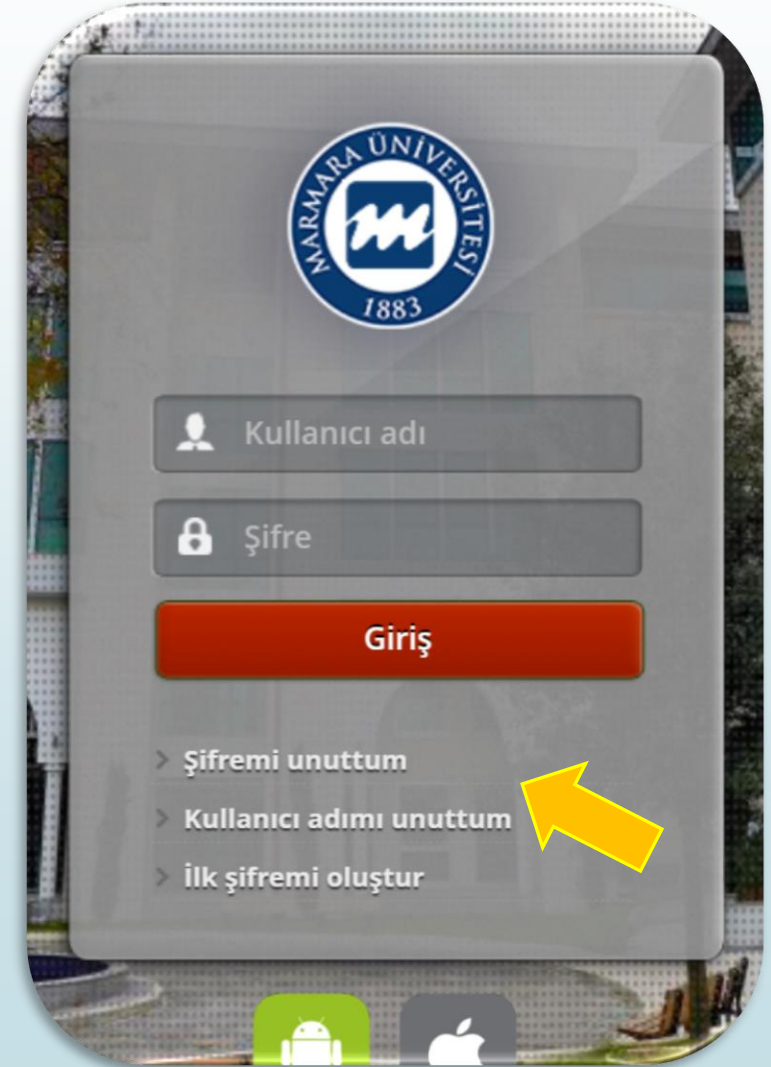 MARMARA ÜNİVERSİTESİ
1883
Kullanıcı adı
Şifre
Giriş
Şifremi unuttum
Kullanıcı adımı unuttum
İlk şifremi oluştur